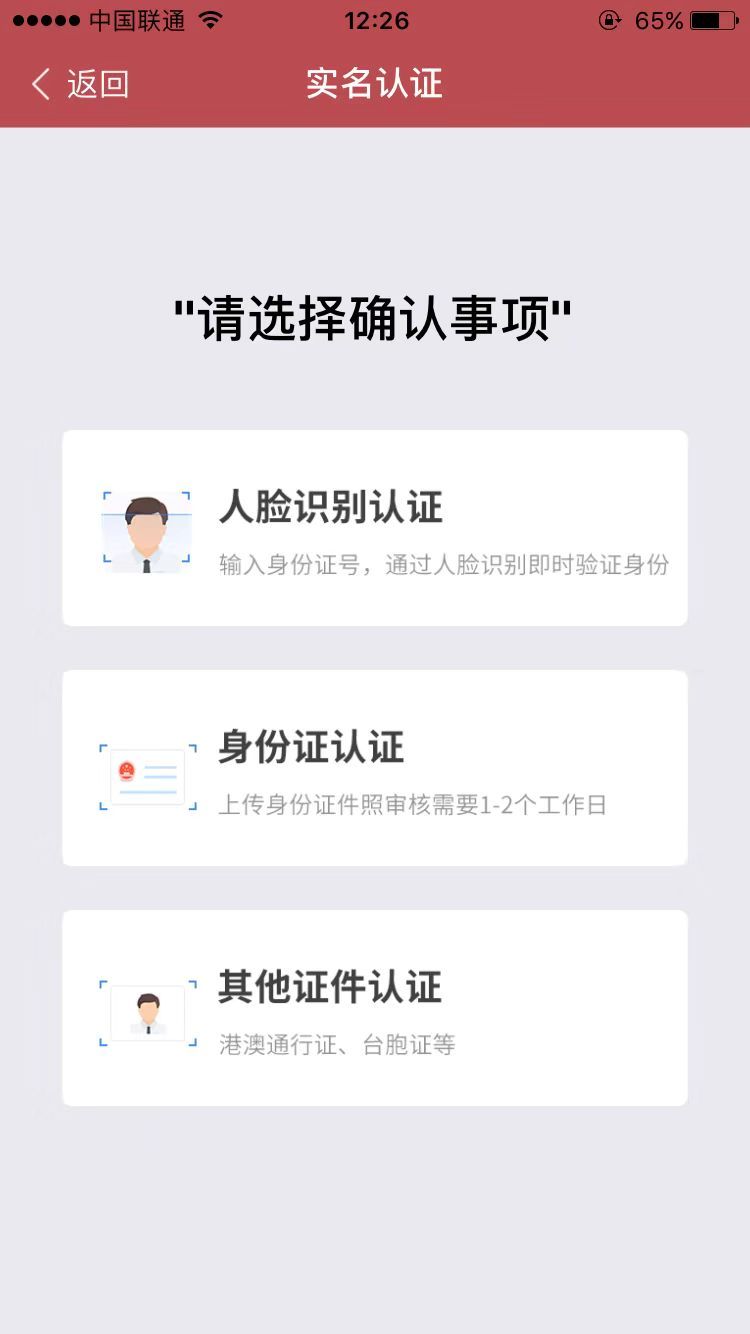 中国联通 12:26 65%
返回 实名认证
"请选择确认事项"
人脸识别认证
输入身份证号，通过人脸识别即时验证身份
身份证认证
上传身份证件照审核需要1-2个工作日
其他证件认证
港澳通行证、台胞证等